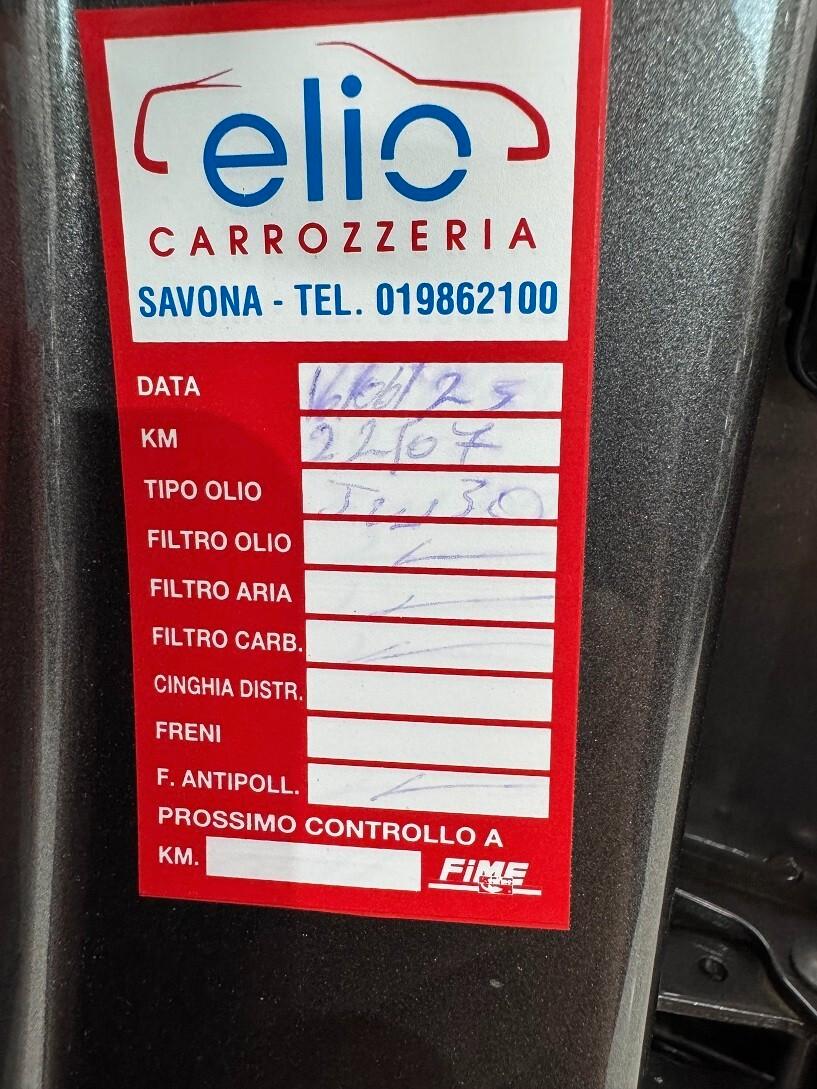 elio
CARROZZERIA
SAVONA - TEL. 019862100
DATA
KM
TIPO OLIO 30
FILTRO OLIO
FILTRO ARIA
FILTRO CARB.
CINGHIA DISTR.
FRENI
F. ANTIPOLL.
PROSSIMO CONTROLLO A
KM. FiME